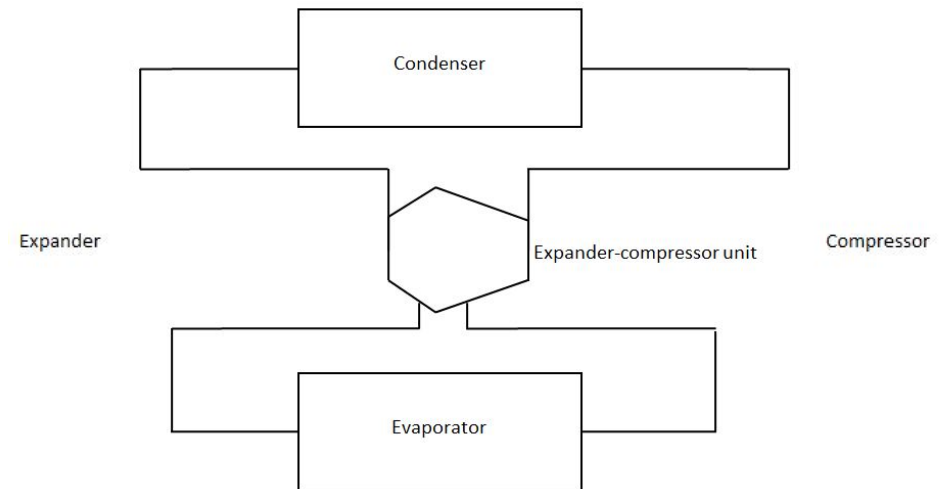 Condenser
Expander
Expander-compressor unit
Compressor
Evaporator